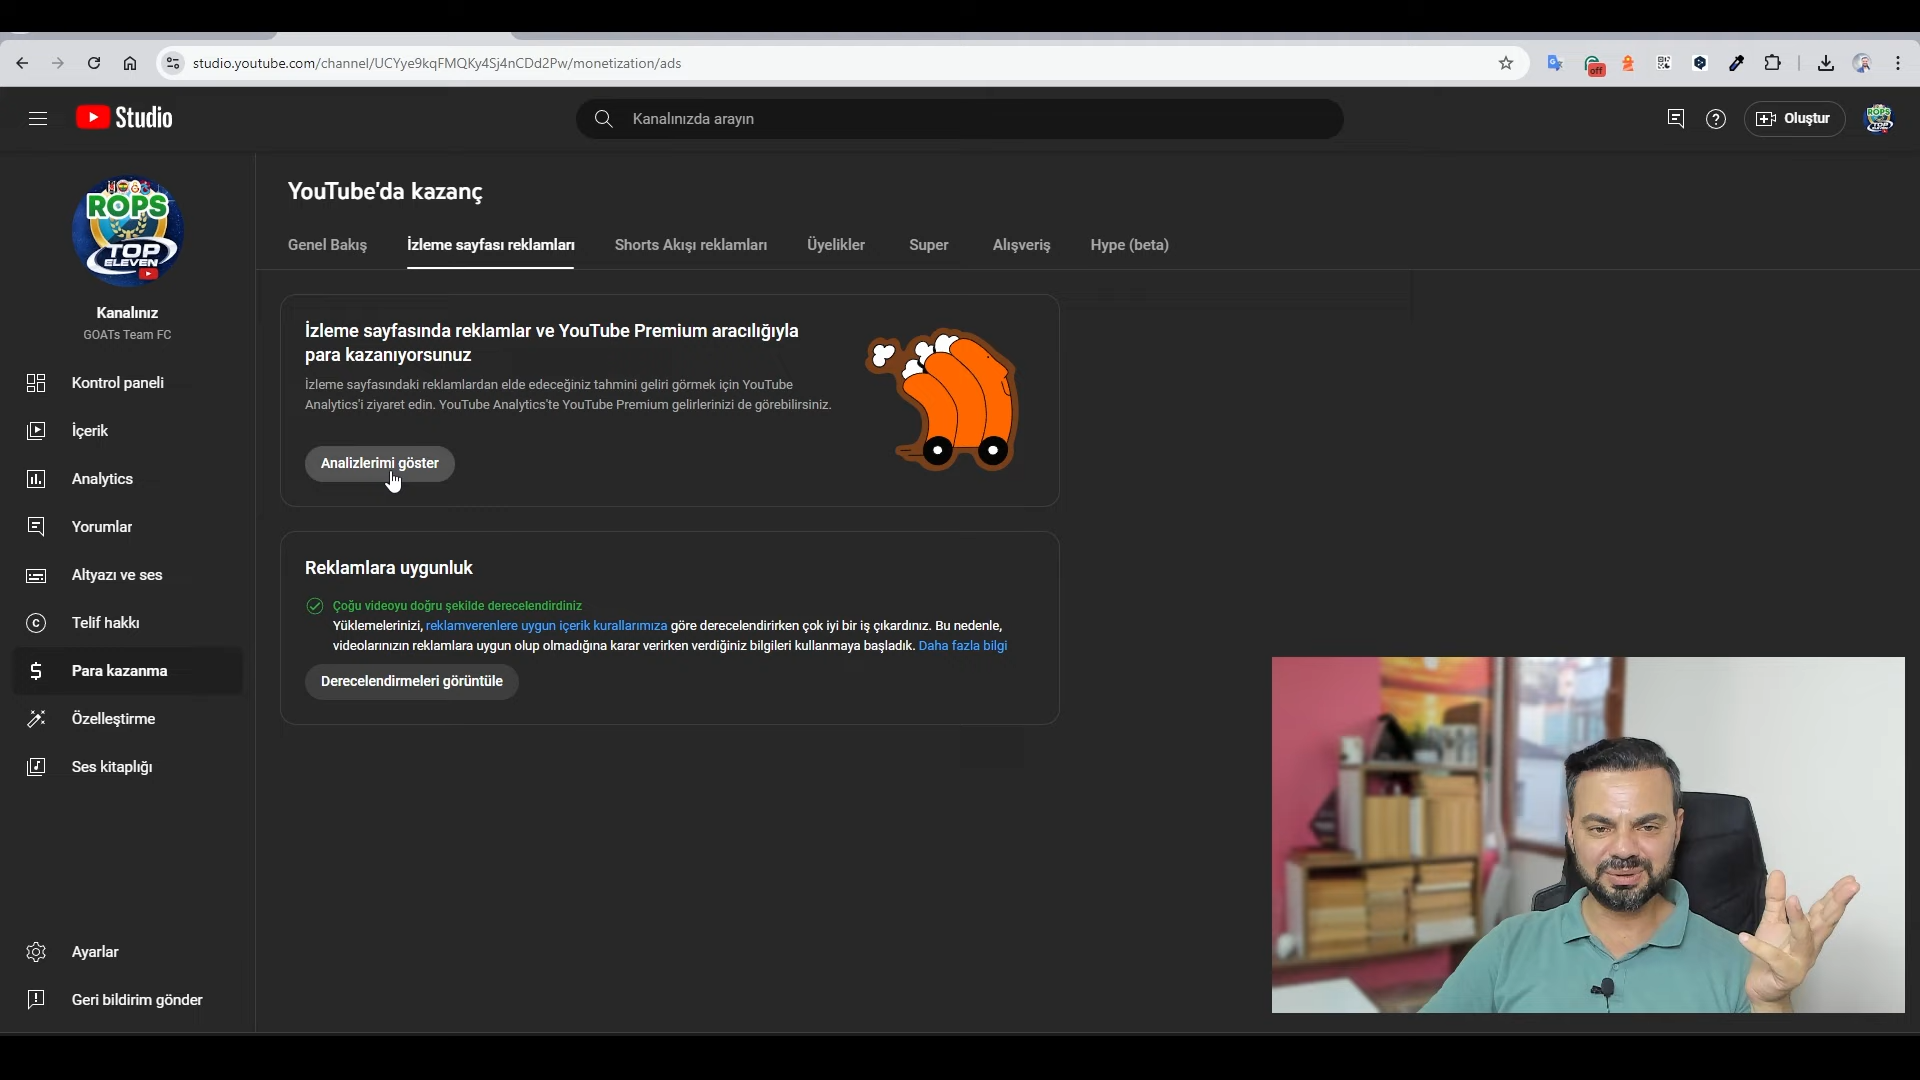 studio.youtube.com/channel/UCYye9kqFMQKy4Sj4nCDd2Pw/monetization/ads
off
Studio
Kanalınızda arayın
Oluştur
ROPS
TOP
ELEVEN
Kanalınız
GOATs Team FC
Kontrol paneli
İçerik
Analytics
Yorumlar
Altyazı ve ses
Telif hakkı
Para kazanma
Özelleştirme
Ses kitaplığı
Ayarlar
Geri bildirim gönder
YouTube'da kazanç
Genel Bakış
İzleme sayfası reklamları
Shorts Akışı reklamları
Üyelikler
Super
Alışveriş
Hype (beta)
İzleme sayfasında reklamlar ve YouTube Premium aracılığıyla
para kazanıyorsunuz
İzleme sayfasındaki reklamlardan elde edeceğiniz tahmini geliri görmek için YouTube
Analytics'i ziyaret edin. YouTube Analytics'te YouTube Premium gelirlerinizi de görebilirsiniz.
Analizlerimi göster
Reklamlara uygunluk
Çoğu videoyu doğru şekilde derecelendirdiniz
Yüklemelerinizi, reklamverenlere uygun içerik kurallarımıza göre derecelendirirken çok iyi bir iş çıkardınız. Bu nedenle,
videolarınızın reklamlara uygun olup olmadığına karar verirken verdiğiniz bilgileri kullanmaya başladık. Daha fazla bilgi
Derecelendirmeleri görüntüle